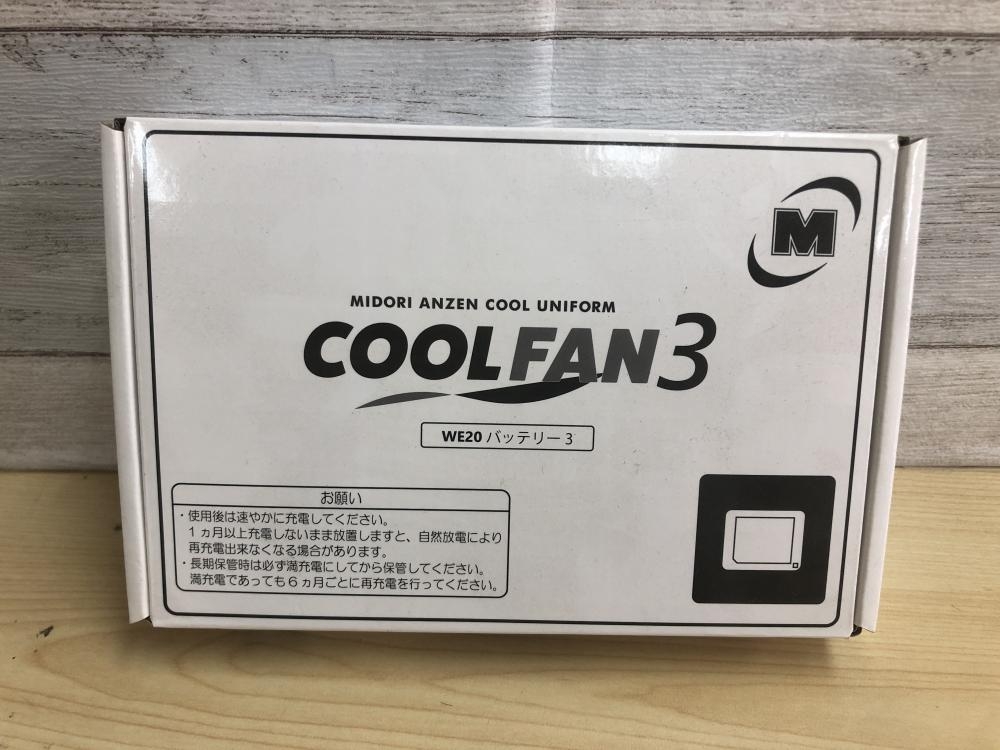 M
MIDORI ANZEN COOL UNIFORM
COOLFAN3
WE20 バッテリー3
お願い
・使用後は速やかに充電してください。
１ヵ月以上充電しないまま放置しますと、自然放電により
再充電出来なくなる場合があります。
・長期保管時は必ず満充電にしてから保管してください。
満充電であっても６ヵ月ごとに再充電を行ってください。